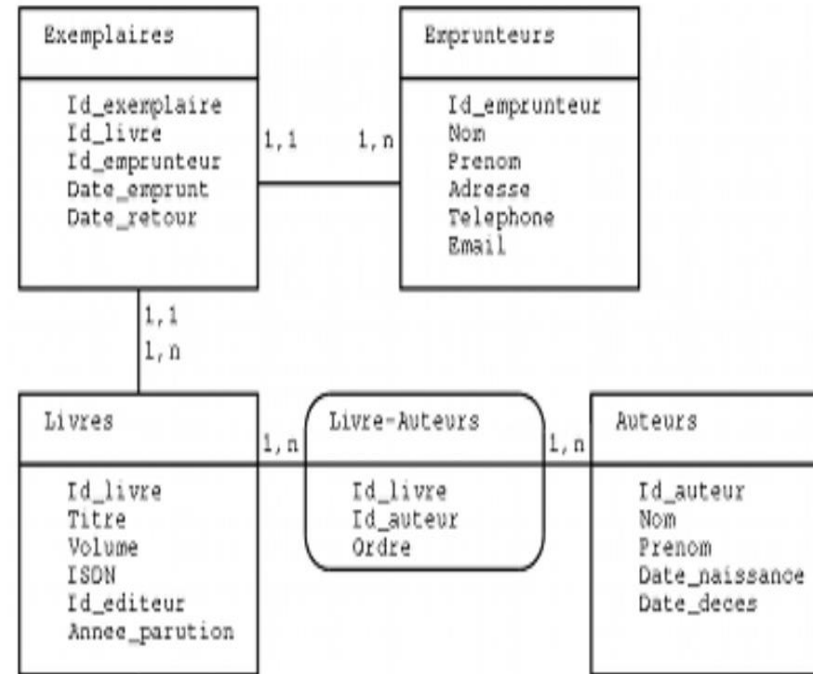 Exemplaires
Id_exemplaire
Id_livre
Id_emprunteur
Date_emprunt
Date_retour
1,1
1,n
Emprunteurs
Id_emprunteur
Nom
Prenom
Adresse
Telephone
Email
1,1
1,n
Livres
Id_livre
Titre
Volume
ISDN
Id_editeur
Annee_parution
1,n
Livre-Auteurs
Id_livre
Id_auteur
Ordre
1,n
Auteurs
Id_auteur
Nom
Prenom
Date_naissance
Date_deces